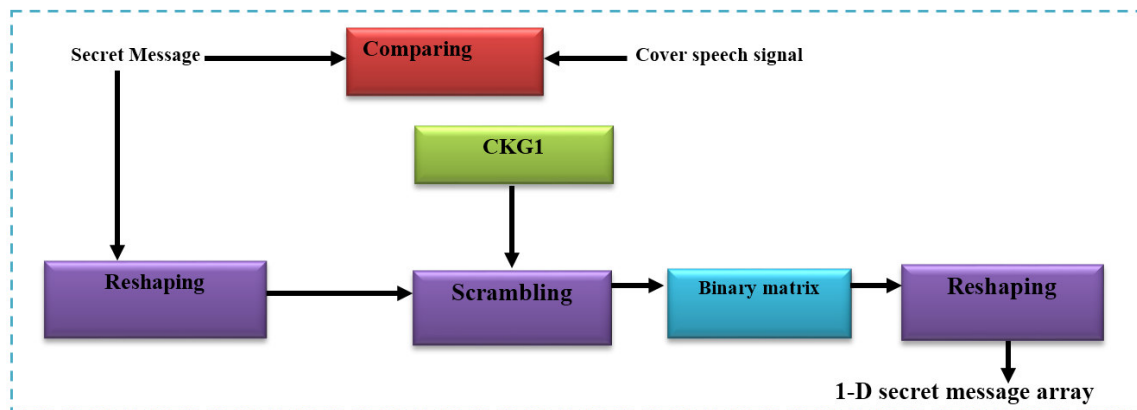 Secret Message
Comparing
Cover speech signal
CKG1
Reshaping
Scrambling
Binary matrix
Reshaping
1-D secret message array